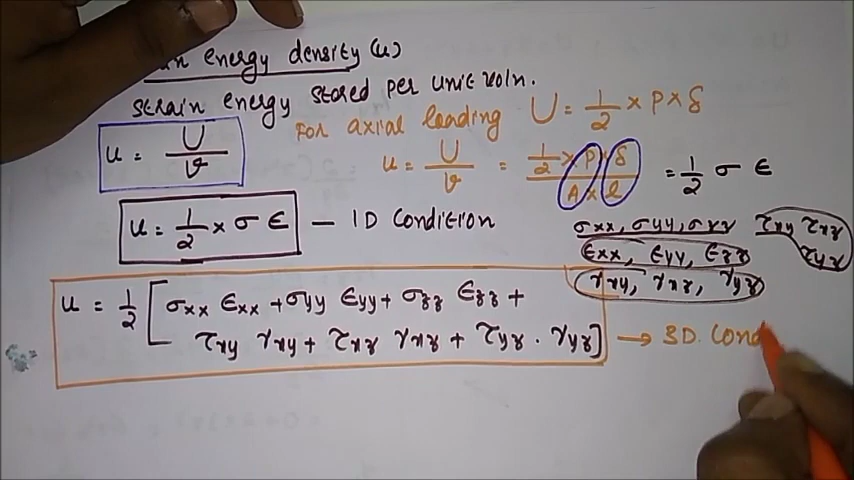 energy density (u)
strain energy stored per unit volm.
For axial loading U = 1/2 × P × δ
u = U/v
u = U/v = 1/2 × P × δ / A × l = 1/2 σ ε
u = 1/2 × σ ε — 1D Condition
σxx, σyy, σzz τxy τxz τyz
εxx, εyy, εzz
γxy, γxz, γyz
u = 1/2 [ σxx εxx + σyy εyy + σzz εzz +
τxy γxy + τxz γxz + τyz · γyz ] → 3D. Con